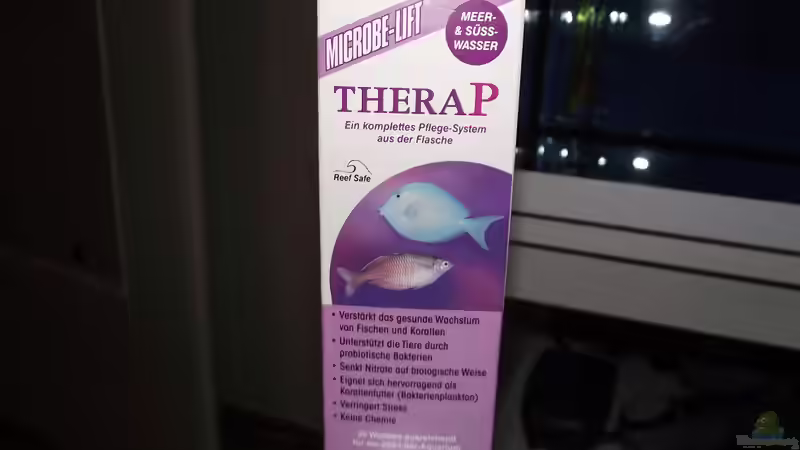 MICROBE-LIFT
MEER-
& SÜSS-
WASSER
THERAP
Ein komplettes Pflege-System
aus der Flasche
Reef Safe
• Verstärkt das gesunde Wachstum
von Fischen und Korallen
• Unterstützt die Tiere durch
probiotische Bakterien
• Senkt Nitrate auf biologische Weise
• Eignet sich hervorragend als
Korallenfutter (Bakterienplankton)
• Verringert Stress
• Keine Chemie